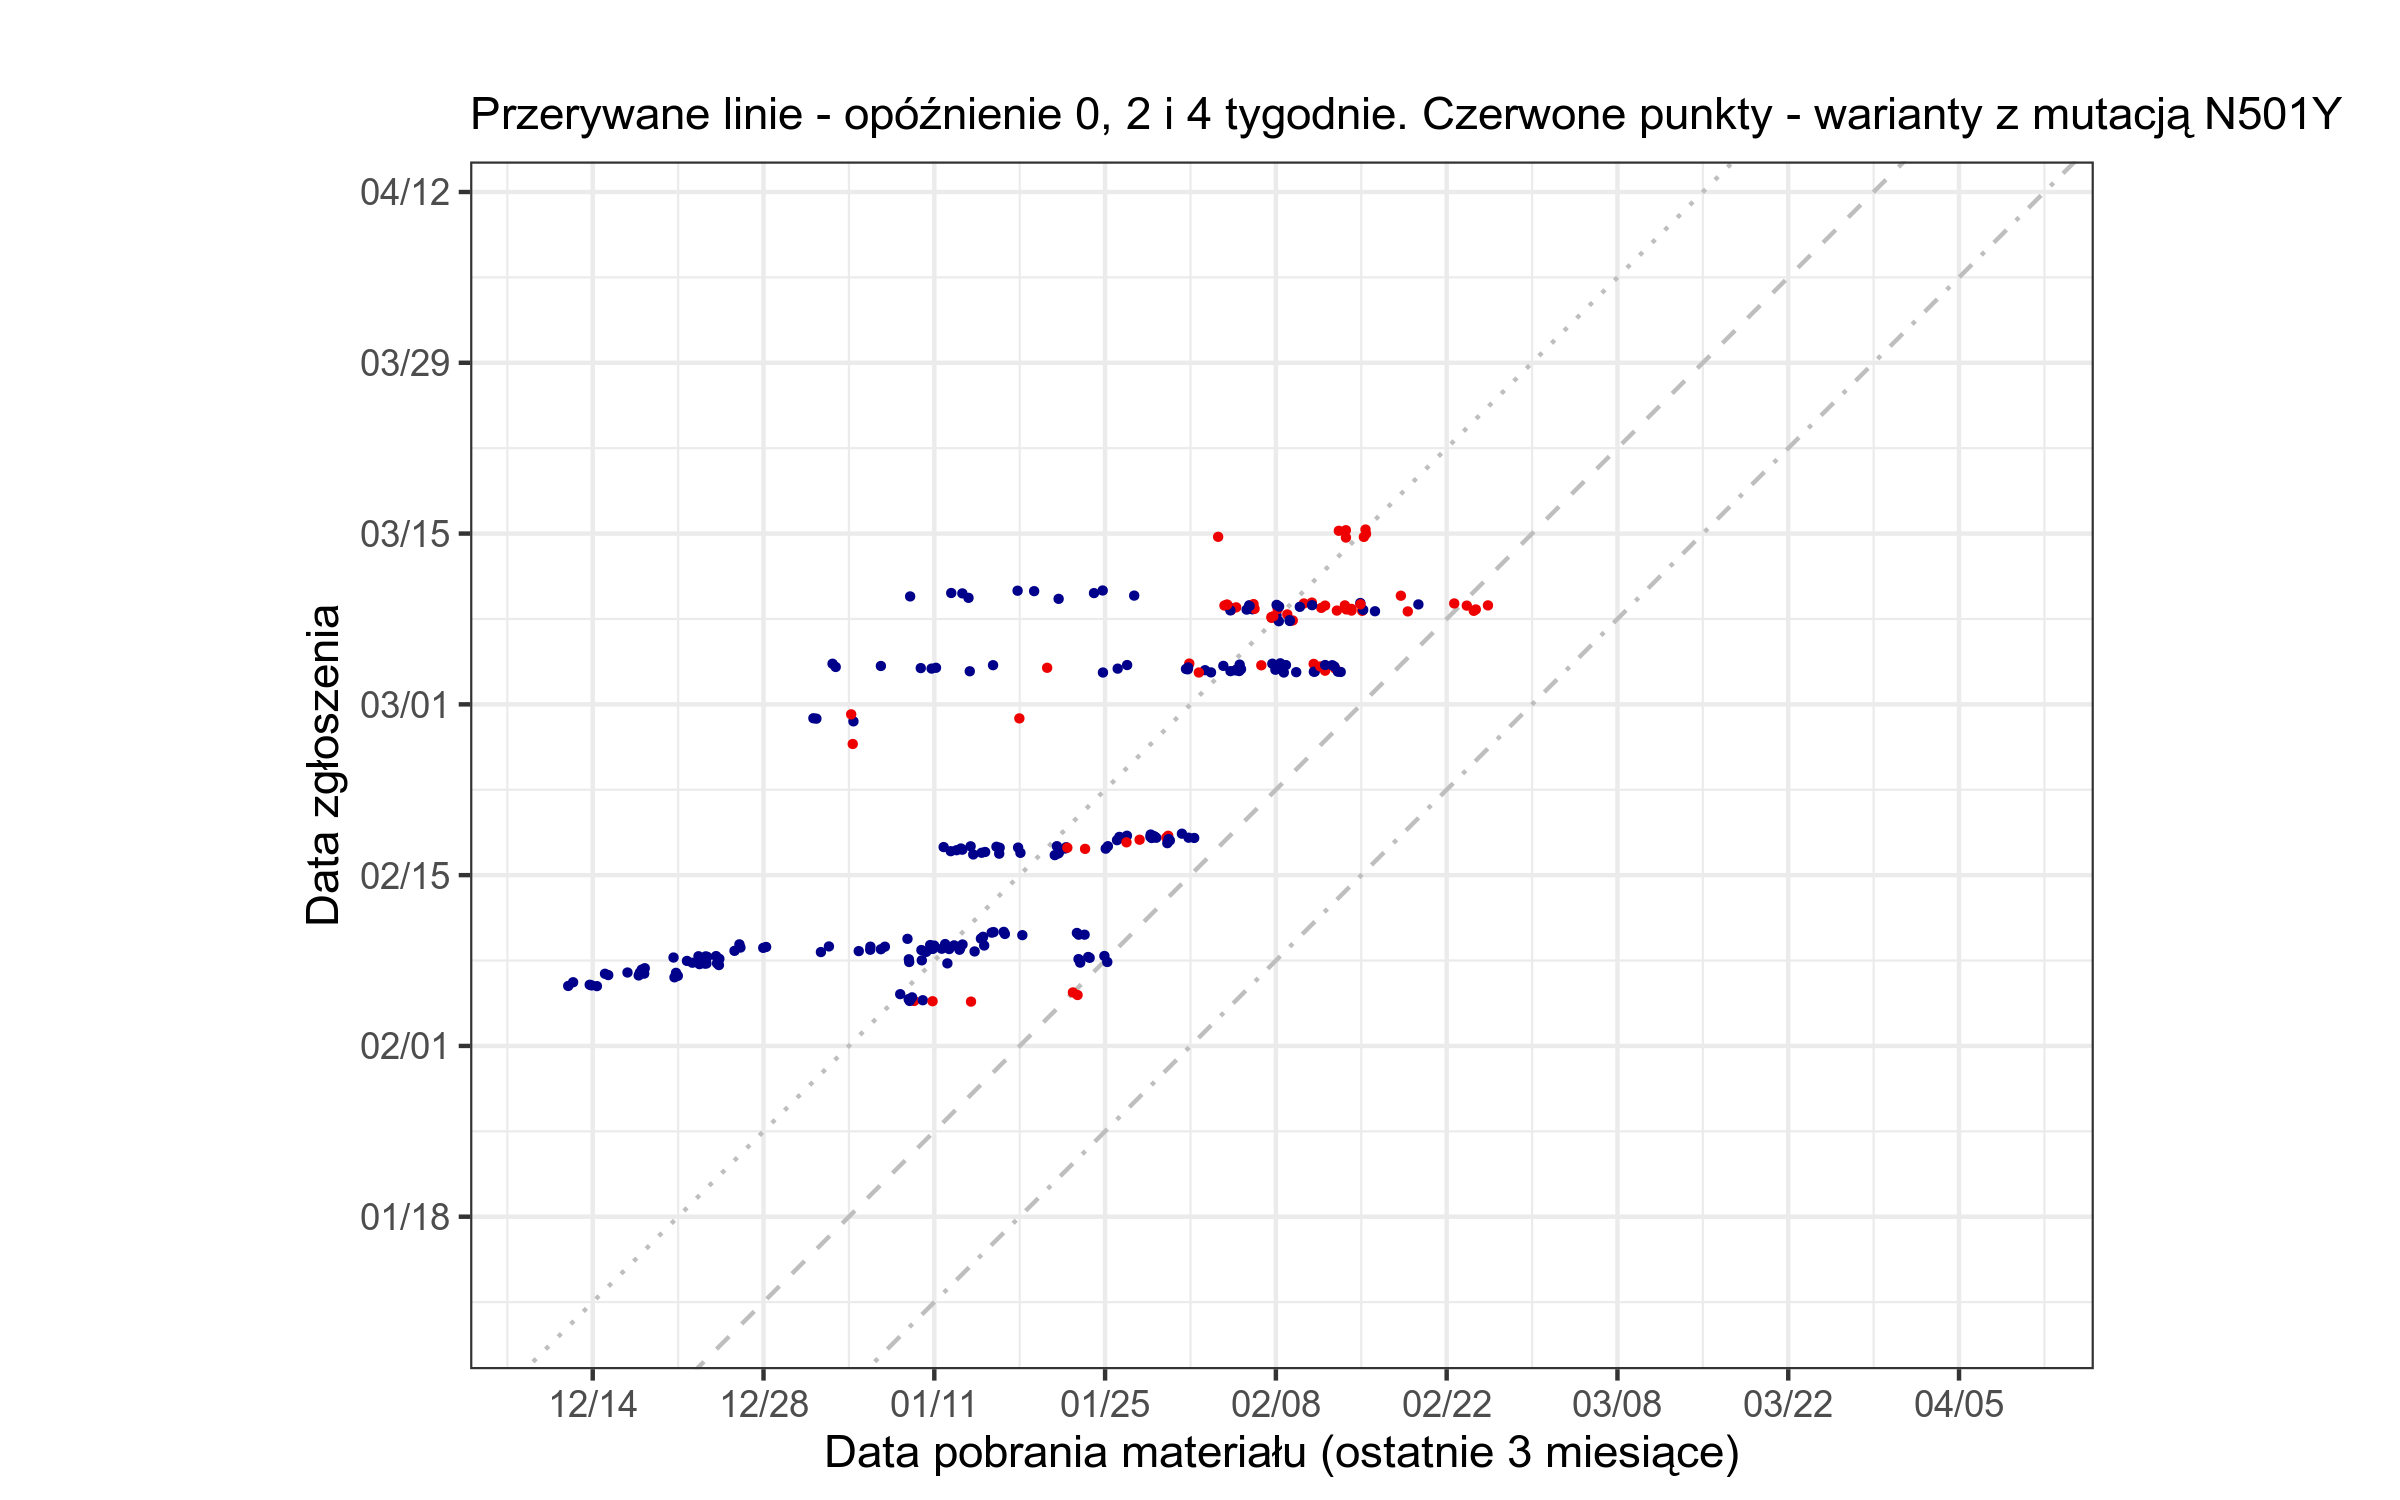 Przerywane linie - opóźnienie 0, 2 i 4 tygodnie. Czerwone punkty - warianty z mutacją N501Y
04/12
03/29
03/15
03/01
02/15
02/01
01/18
Data zgłoszenia
12/14 12/28 01/11 01/25 02/08 02/22 03/08 03/22 04/05
Data pobrania materiału (ostatnie 3 miesiące)